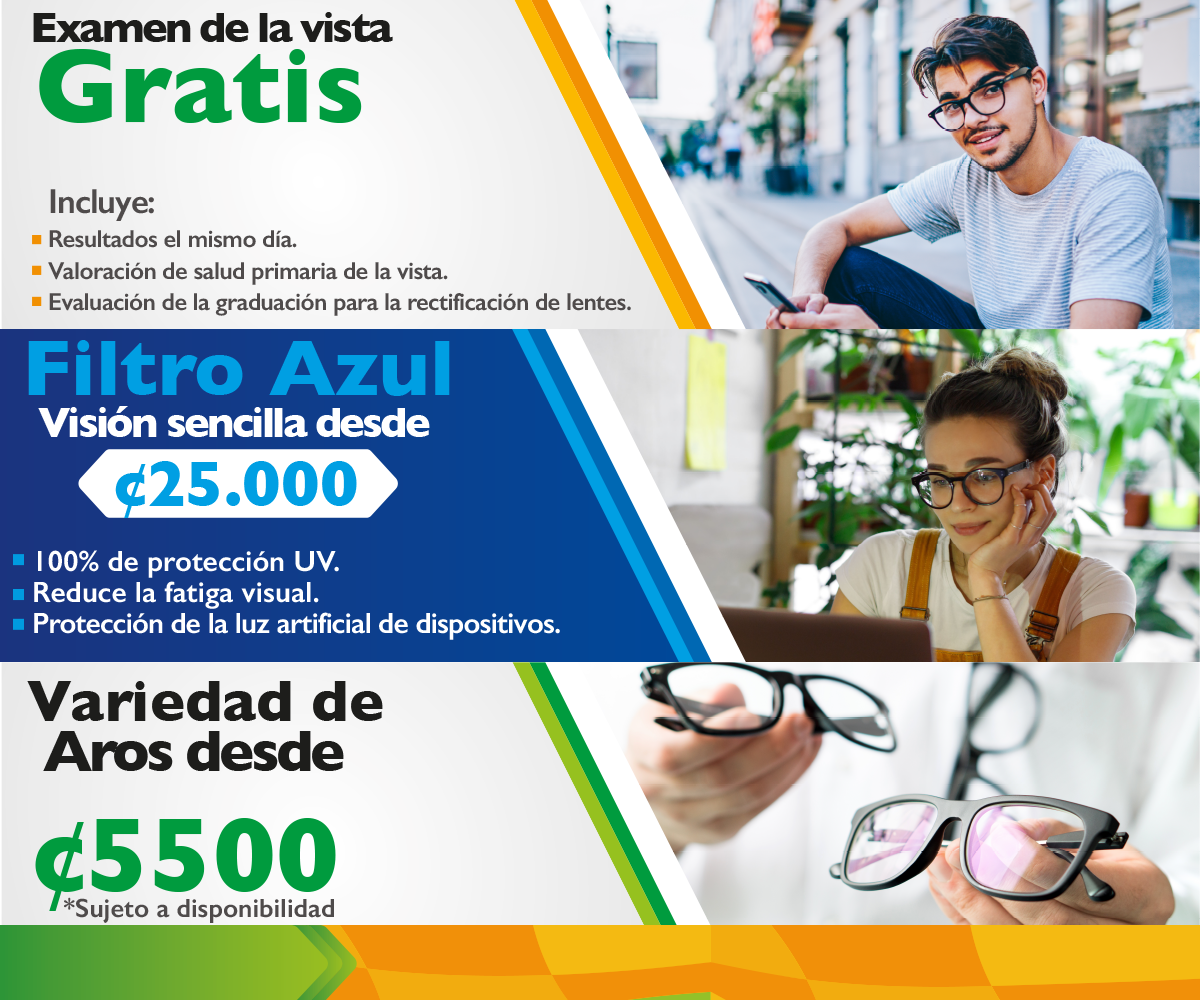 Examen de la vista
Gratis
Incluye:
Resultados el mismo día.
Valoración de salud primaria de la vista.
Evaluación de la graduación para la rectificación de lentes.
Filtro Azul
Visión sencilla desde
¢25.000
100% de protección UV.
Reduce la fatiga visual.
Protección de la luz artificial de dispositivos.
Variedad de
Aros desde
¢5500
*Sujeto a disponibilidad